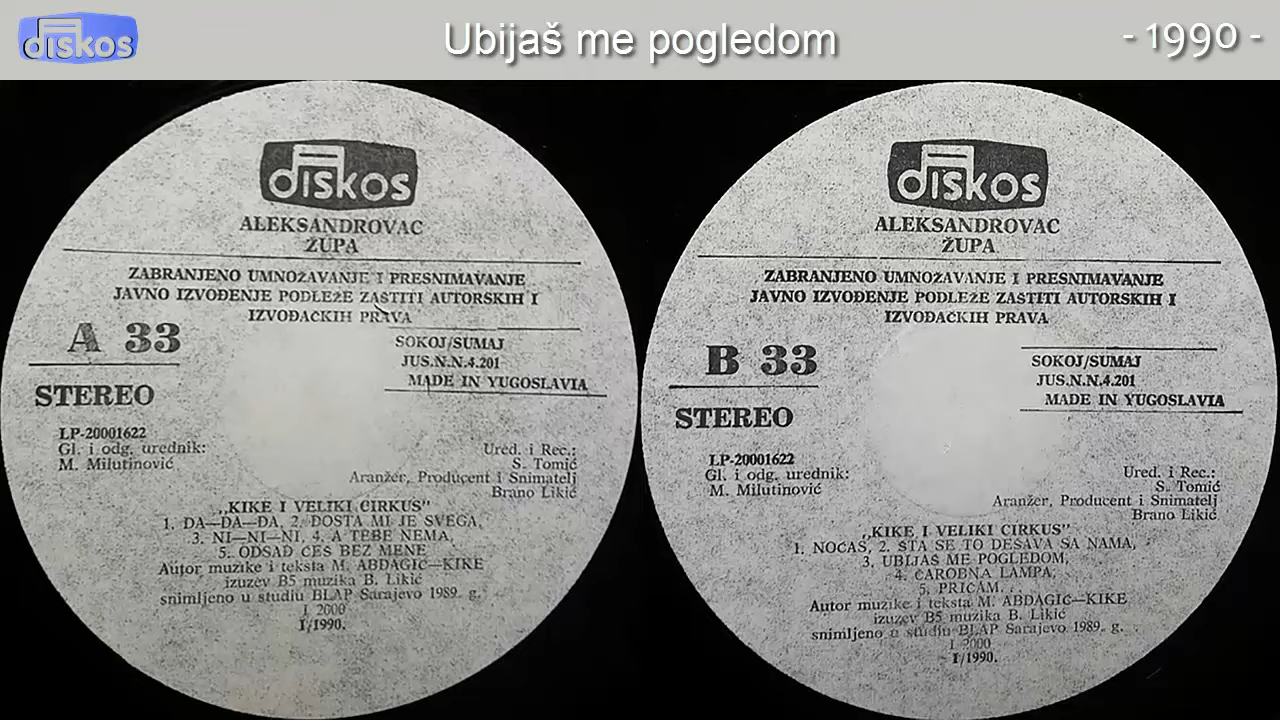 diskos
Ubijaš me pogledom
- 1990 -
diskos
ALEKSANDROVAC
ŽUPA
ZABRANJENO UMNOŽAVANJE I PRESNIMAVANJE
JAVNO IZVOĐENJE PODLEŽE ZAŠTITI AUTORSKIH I
IZVOĐAČKIH PRAVA
A 33
SOKOJ/SUMAJ
JUS.N.N.4.201
MADE IN YUGOSLAVIA
STEREO
LP-20001622
Gl. i odg. urednik:
M. Milutinović
Ured. i Rec.:
S. Tomić
Aranžer, Producent i Snimatelj
Brano Likić
„KIKE I VELIKI CIRKUS"
1. DA—DA—DA, 2. DOSTA MI JE SVEGA,
3. NI—NI—NI, 4. A TEBE NEMA,
5. ODSAD ĆEŠ BEZ MENE
Autor muzike i teksta M. ABDAGIĆ—KIKE
izuzev B5 muzika B. Likić
snimljeno u studiu BLAP Sarajevo 1989. g.
I 2000
I/1990.
diskos
ALEKSANDROVAC
ŽUPA
ZABRANJENO UMNOŽAVANJE I PRESNIMAVANJE
JAVNO IZVOĐENJE PODLEŽE ZAŠTITI AUTORSKIH I
IZVOĐAČKIH PRAVA
B 33
SOKOJ/SUMAJ
JUS.N.N.4.201
MADE IN YUGOSLAVIA
STEREO
LP-20001622
Gl. i odg. urednik:
M. Milutinović
Ured. i Rec.:
S. Tomić
Aranžer, Producent i Snimatelj
Brano Likić
„KIKE I VELIKI CIRKUS"
1. NOĆAS, 2. ŠTA SE TO DEŠAVA SA NAMA,
3. UBIJAŠ ME POGLEDOM,
4. ČAROBNA LAMPA,
5. PRIČAM. . .
Autor muzike i teksta M. ABDAGIĆ—KIKE
izuzev B5 muzika B. Likić
snimljeno u studiu BLAP Sarajevo 1989. g.
I 2000
I/1990.